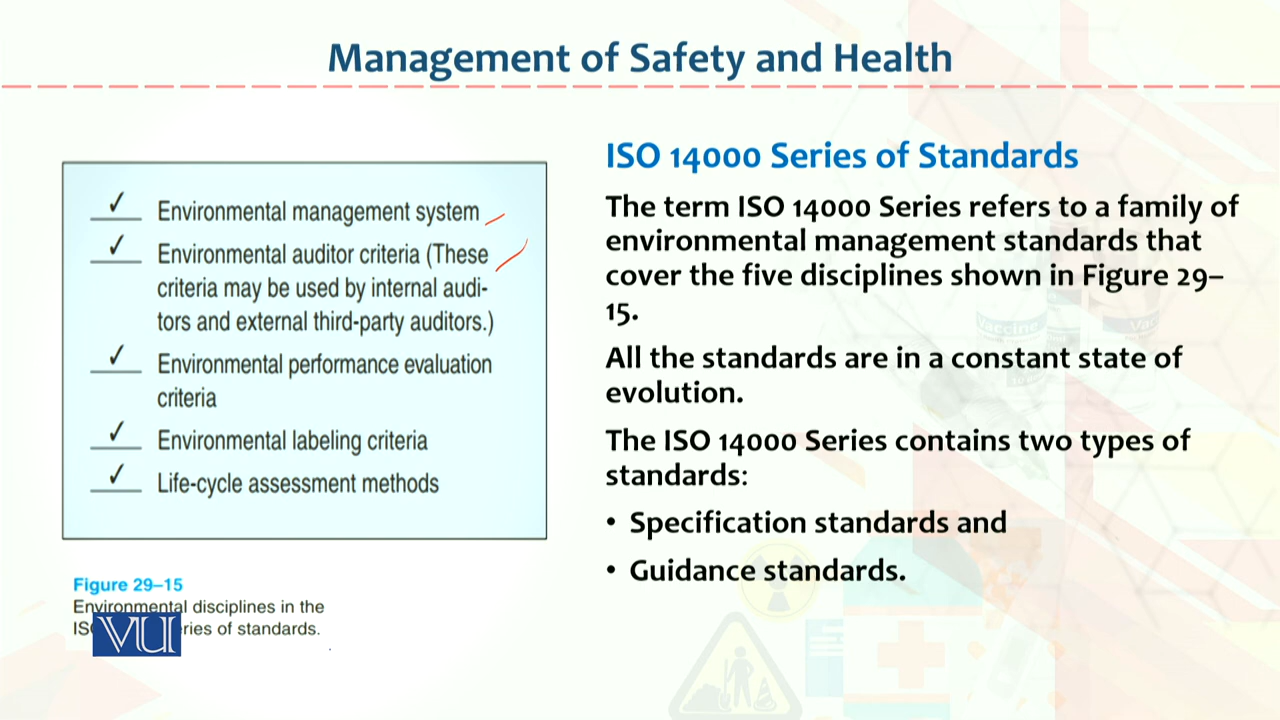 Management of Safety and Health
✓ Environmental management system
✓ Environmental auditor criteria (These
criteria may be used by internal audi-
tors and external third-party auditors.)
✓ Environmental performance evaluation
criteria
✓ Environmental labeling criteria
✓ Life-cycle assessment methods
Figure 29–15
Environmental disciplines in the
series of standards.
VU
ISO 14000 Series of Standards
The term ISO 14000 Series refers to a family of
environmental management standards that
cover the five disciplines shown in Figure 29–
15.
All the standards are in a constant state of
evolution.
The ISO 14000 Series contains two types of
standards:
• Specification standards and
• Guidance standards.
Vaccine